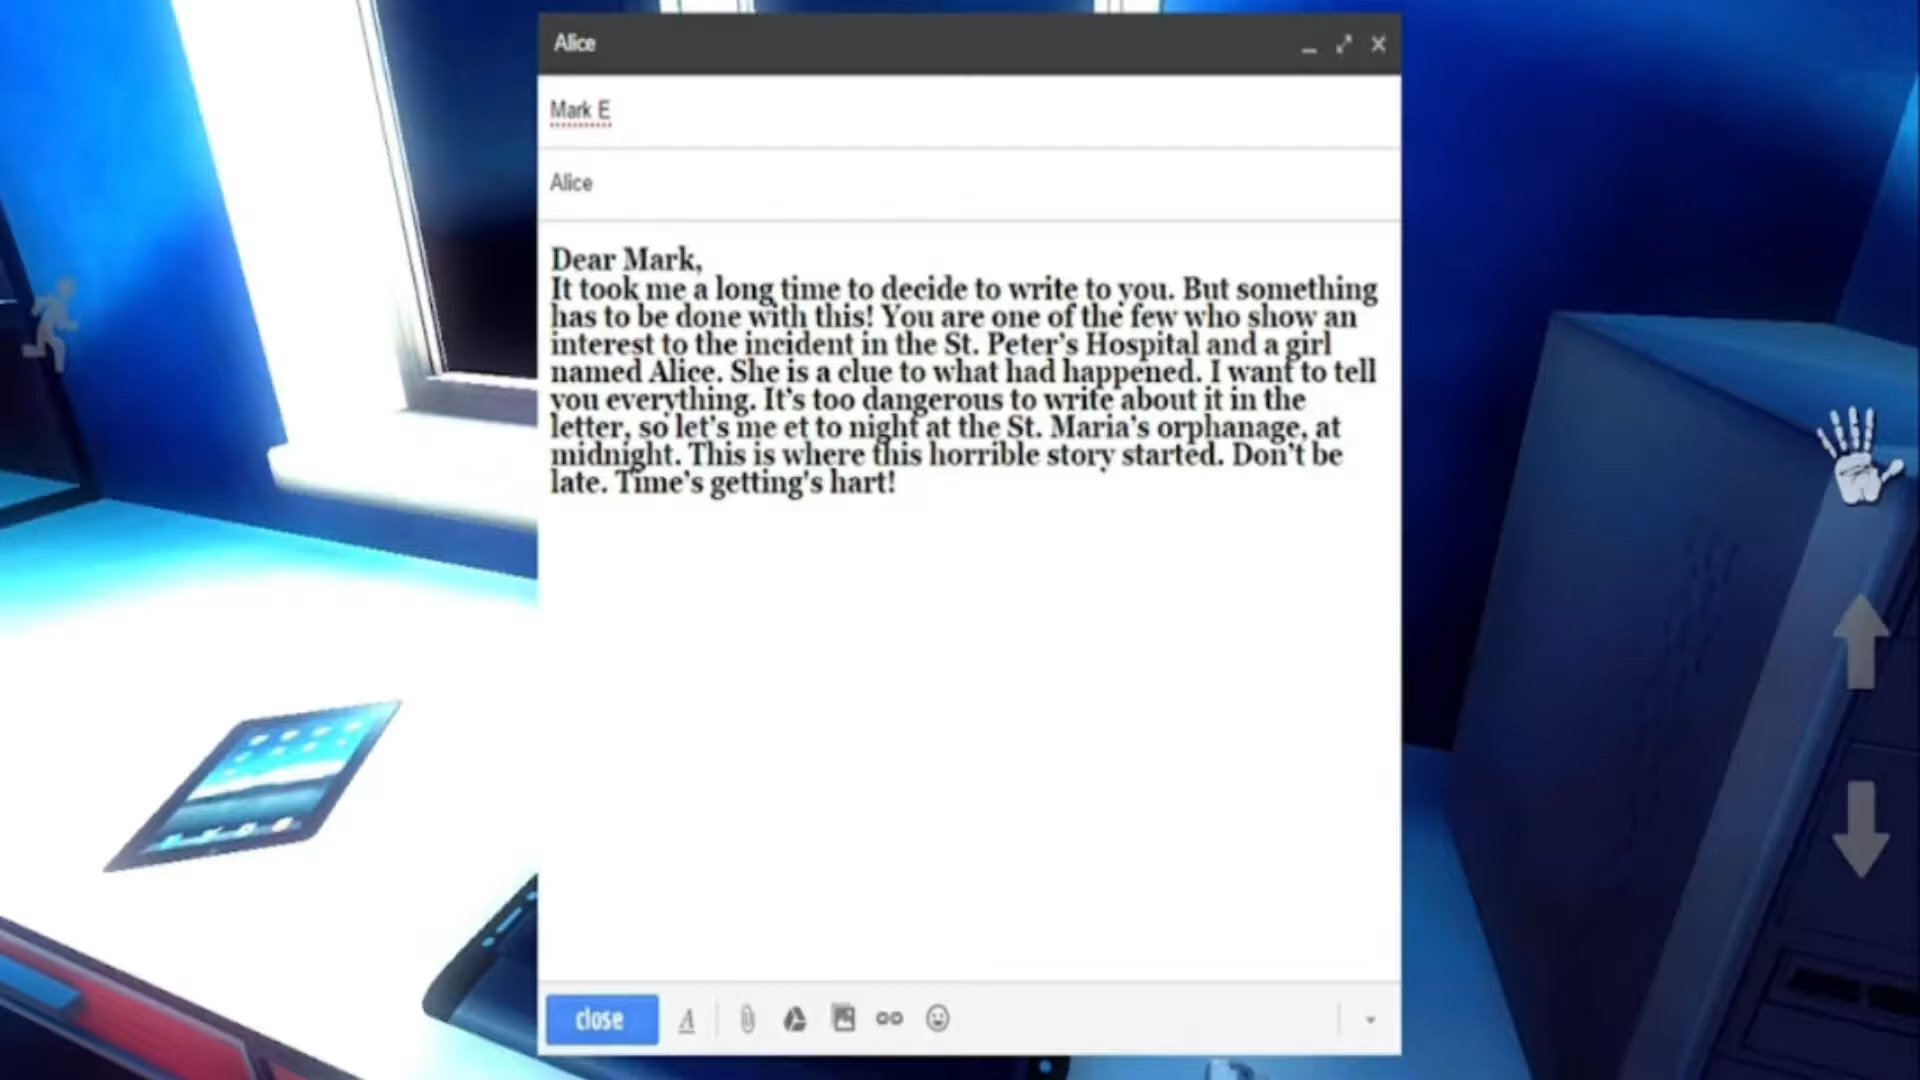 Alice
Mark E
Alice
Dear Mark,
It took me a long time to decide to write to you. But something
has to be done with this! You are one of the few who show an
interest to the incident in the St. Peter's Hospital and a girl
named Alice. She is a clue to what had happened. I want to tell
you everything. It's too dangerous to write about it in the
letter, so let's me et to night at the St. Maria's orphanage, at
midnight. This is where this horrible story started. Don't be
late. Time's getting's hart!
close
A